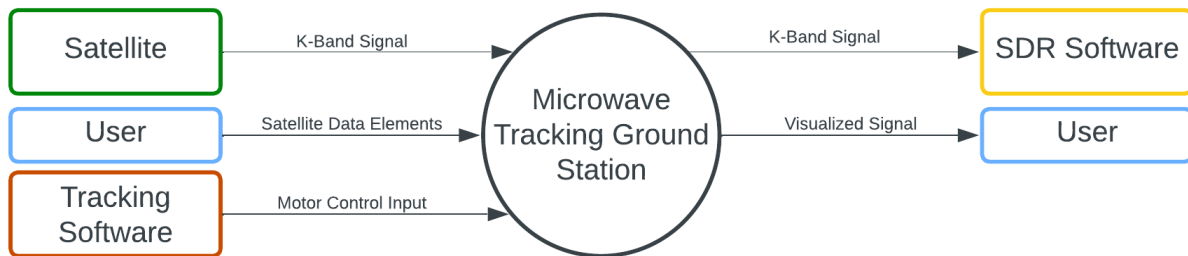 Satellite
K-Band Signal
User
Satellite Data Elements
Tracking
Software
Motor Control Input
Microwave
Tracking Ground
Station
K-Band Signal
SDR Software
Visualized Signal
User